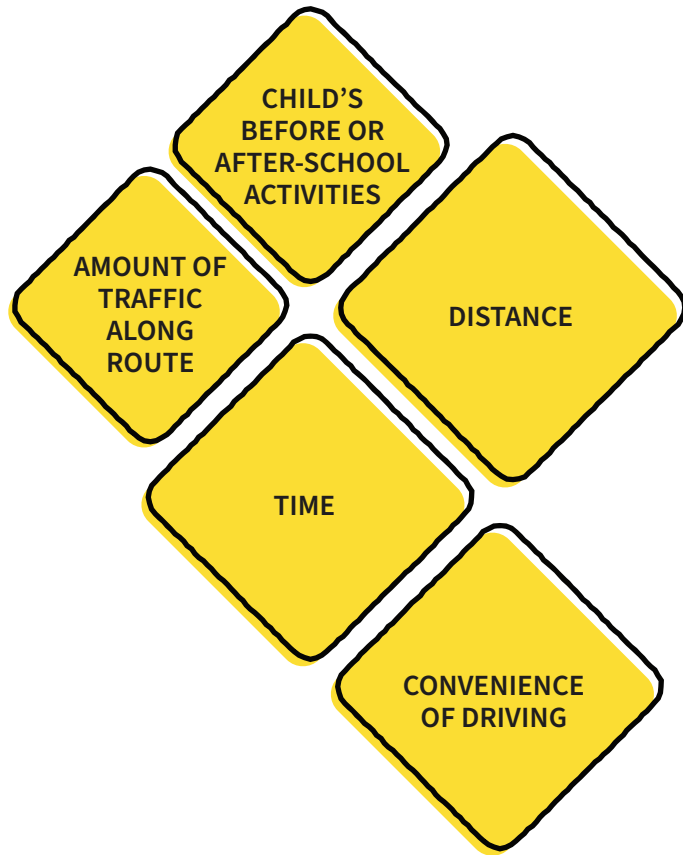 CHILD’S
BEFORE OR
AFTER-SCHOOL
ACTIVITIES
AMOUNT OF
TRAFFIC
ALONG
ROUTE
DISTANCE
TIME
CONVENIENCE
OF DRIVING